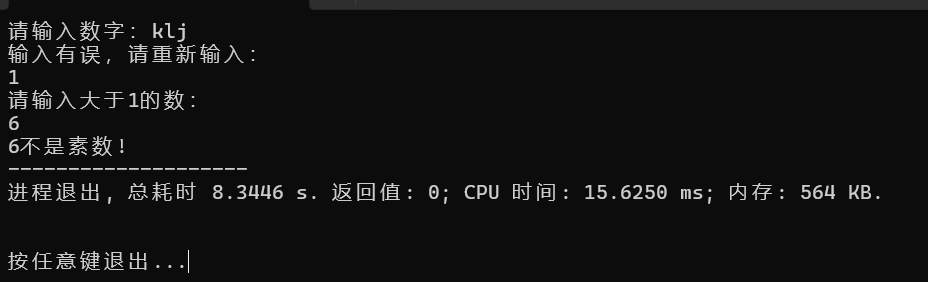 请输入数字: klj
输入有误, 请重新输入:
1
请输入大于1的数:
6
6不是素数!
--------------------
进程退出, 总耗时 8.3446 s. 返回值: 0; CPU 时间: 15.6250 ms; 内存: 564 KB.
按任意键退出...